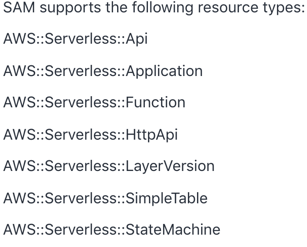 SAM supports the following resource types:
AWS::Serverless::Api
AWS::Serverless::Application
AWS::Serverless::Function
AWS::Serverless::HttpApi
AWS::Serverless::LayerVersion
AWS::Serverless::SimpleTable
AWS::Serverless::StateMachine